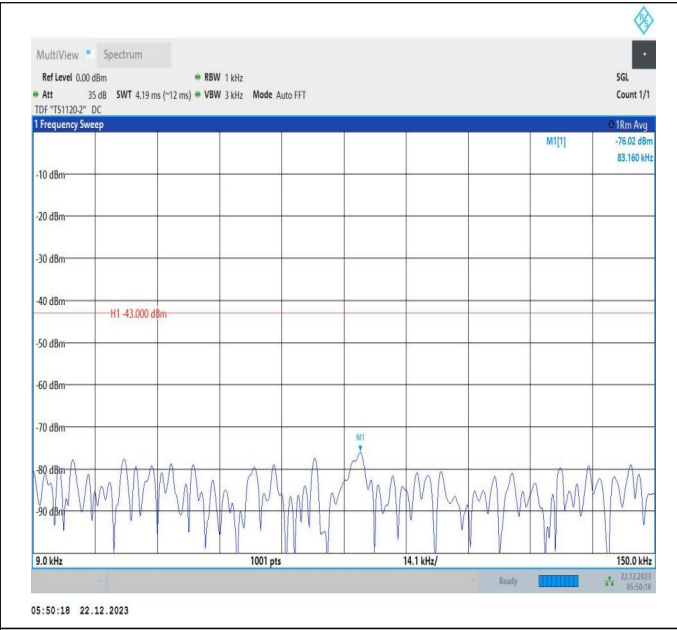 MultiView Spectrum
Ref Level 0.00 dBm RBW 1 kHz SGL
Att 35 dB SWT 4.19 ms (~12 ms) VBW 3 kHz Mode Auto FFT Count 1/1
TDF "TS1120-2" DC
1 Frequency Sweep 1Rm Avg
M1[1] -76.02 dBm
83.160 kHz
-10 dBm
-20 dBm
-30 dBm
-40 dBm
H1 -43.000 dBm
-50 dBm
-60 dBm
-70 dBm
M1
-80 dBm
-90 dBm
9.0 kHz 1001 pts 14.1 kHz/ 150.0 kHz
Ready 22.12.2023
05:50:18
05:50:18 22.12.2023